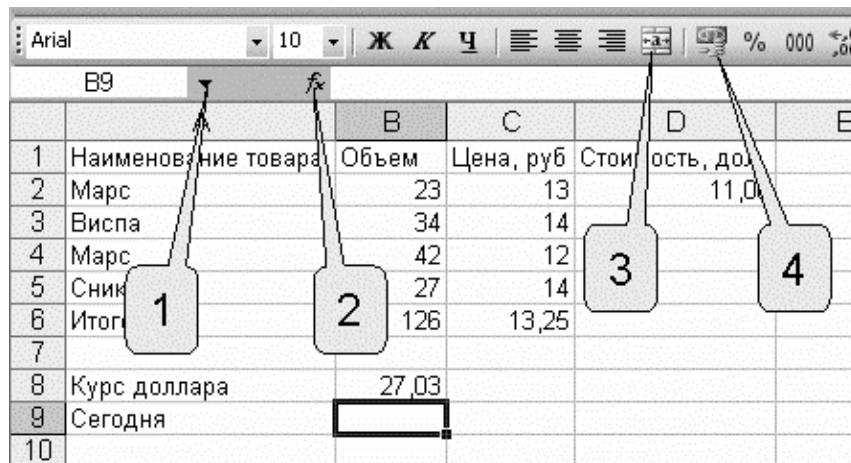 Arial 10 Ж К Ч % 000
B9 fx
B C D E
1 Наименование товара Объем Цена, руб Стоимость, дол
2 Марс 23 13 11,0
3 Виспа 34 14
4 Марс 42 12
5 Сник 27 14
6 Итого 126 13,25
7
8 Курс доллара 27,03
9 Сегодня
10
1 2 3 4